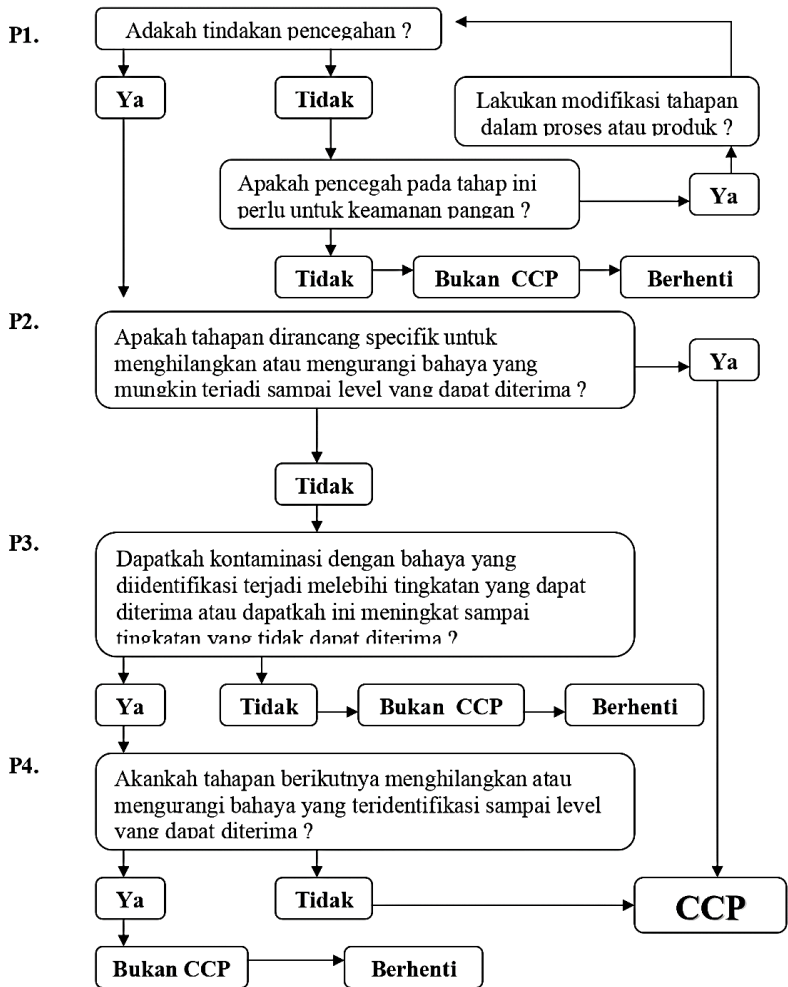 P1.
Adakah tindakan pencegahan ?
Ya
Tidak
Lakukan modifikasi tahapan
dalam proses atau produk ?
Apakah pencegah pada tahap ini
perlu untuk keamanan pangan ?
Ya
Tidak
Bukan CCP
Berhenti
P2.
Apakah tahapan dirancang specifik untuk
menghilangkan atau mengurangi bahaya yang
mungkin terjadi sampai level yang dapat diterima ?
Ya
Tidak
P3.
Dapatkah kontaminasi dengan bahaya yang
diidentifikasi terjadi melebihi tingkatan yang dapat
diterima atau dapatkah ini meningkat sampai
tingkatan yang tidak dapat diterima ?
Ya
Tidak
Bukan CCP
Berhenti
P4.
Akankah tahapan berikutnya menghilangkan atau
mengurangi bahaya yang teridentifikasi sampai level
yang dapat diterima ?
Ya
Tidak
CCP
Bukan CCP
Berhenti